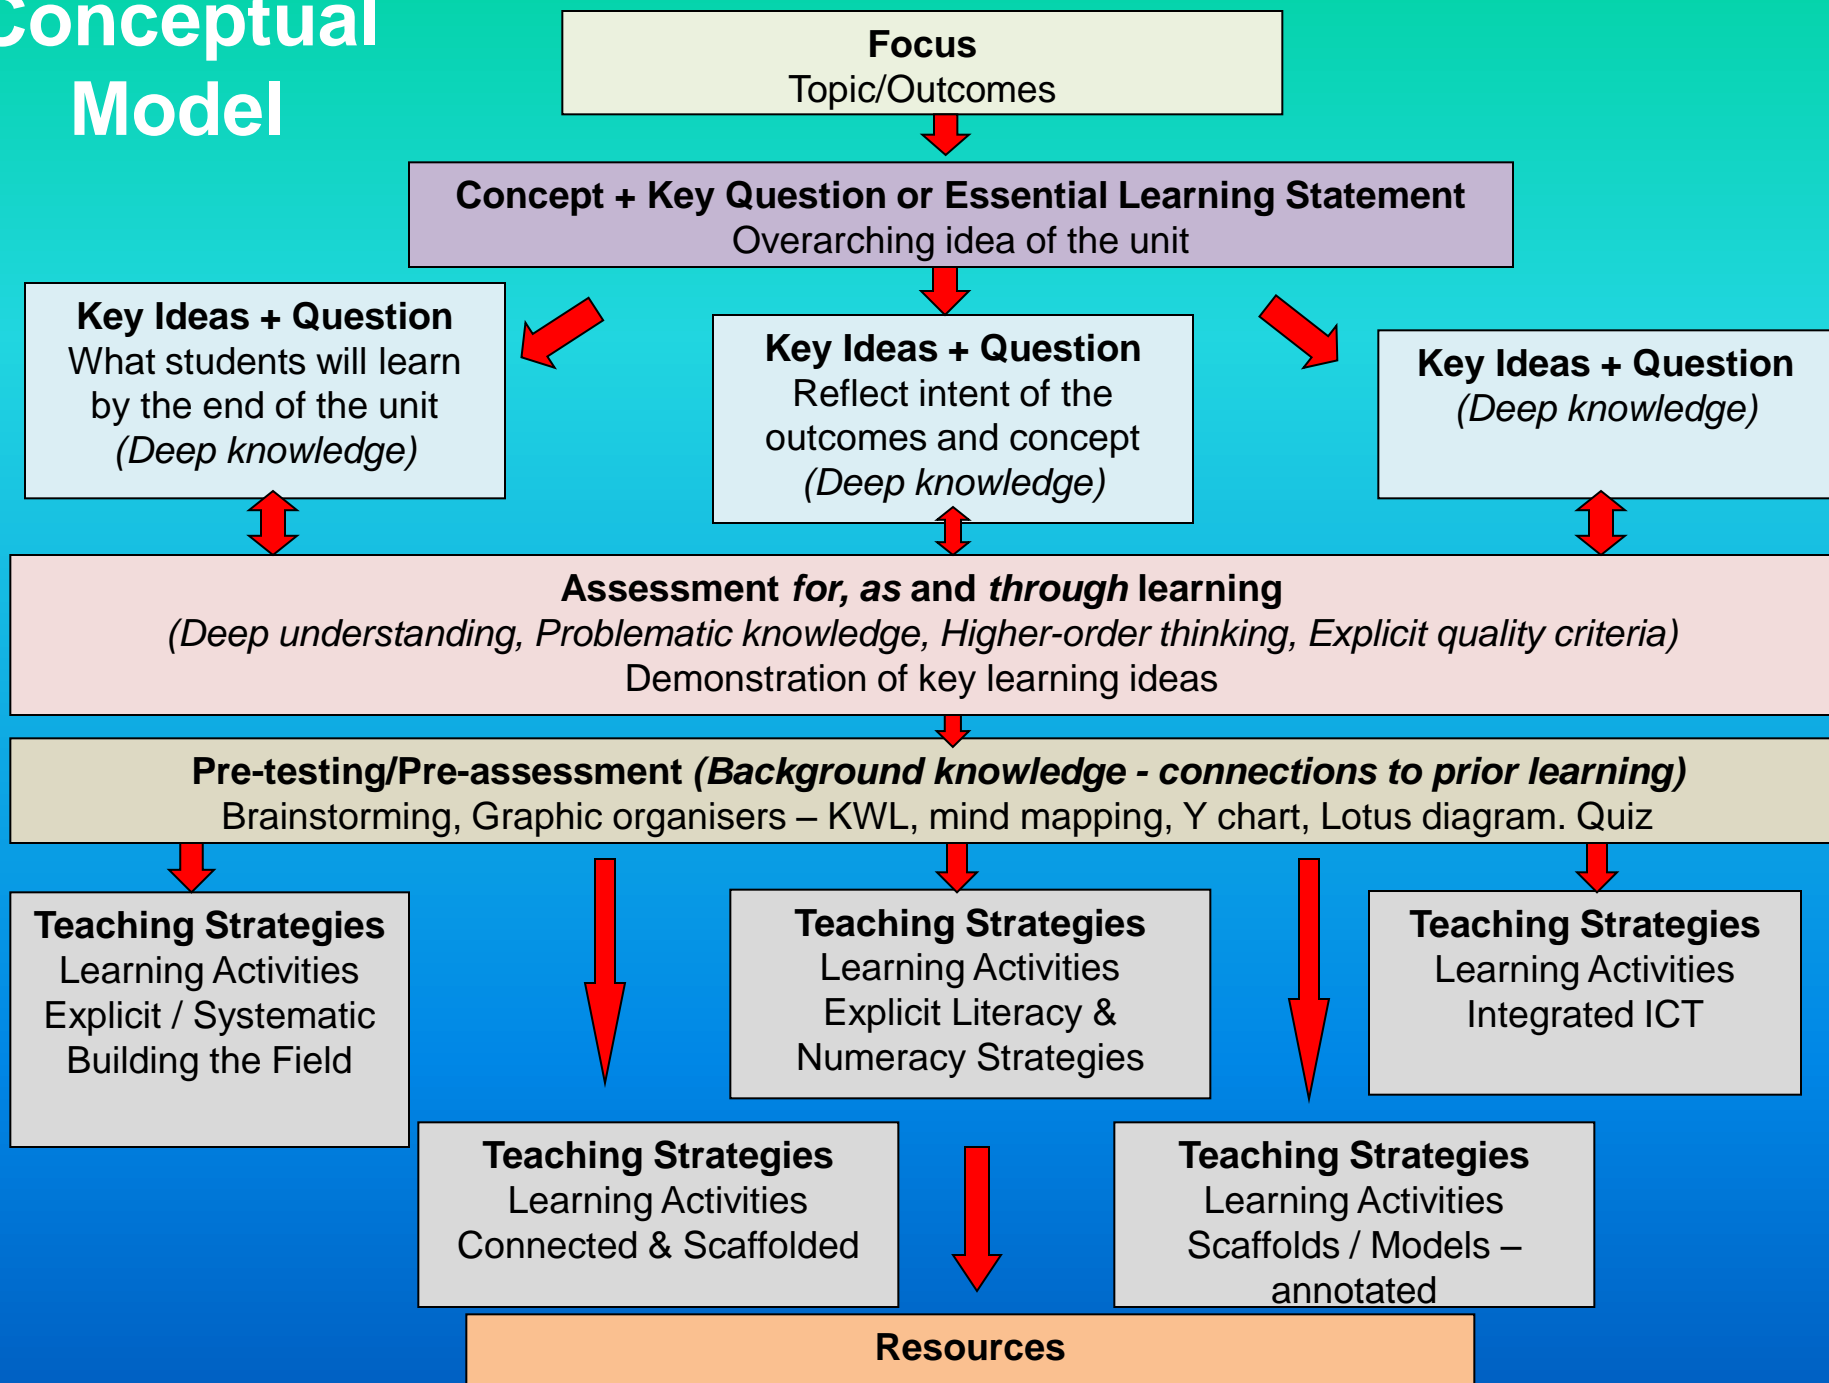 Conceptual
Model
Focus
Topic/Outcomes
Concept + Key Question or Essential Learning Statement
Overarching idea of the unit
Key Ideas + Question
What students will learn
by the end of the unit
(Deep knowledge)
Key Ideas + Question
Reflect intent of the
outcomes and concept
(Deep knowledge)
Key Ideas + Question
(Deep knowledge)
Assessment for, as and through learning
(Deep understanding, Problematic knowledge, Higher-order thinking, Explicit quality criteria)
Demonstration of key learning ideas
Pre-testing/Pre-assessment (Background knowledge - connections to prior learning)
Brainstorming, Graphic organisers – KWL, mind mapping, Y chart, Lotus diagram. Quiz
Teaching Strategies
Learning Activities
Explicit / Systematic
Building the Field
Teaching Strategies
Learning Activities
Explicit Literacy &
Numeracy Strategies
Teaching Strategies
Learning Activities
Integrated ICT
Teaching Strategies
Learning Activities
Connected & Scaffolded
Teaching Strategies
Learning Activities
Scaffolds / Models –
annotated
Resources